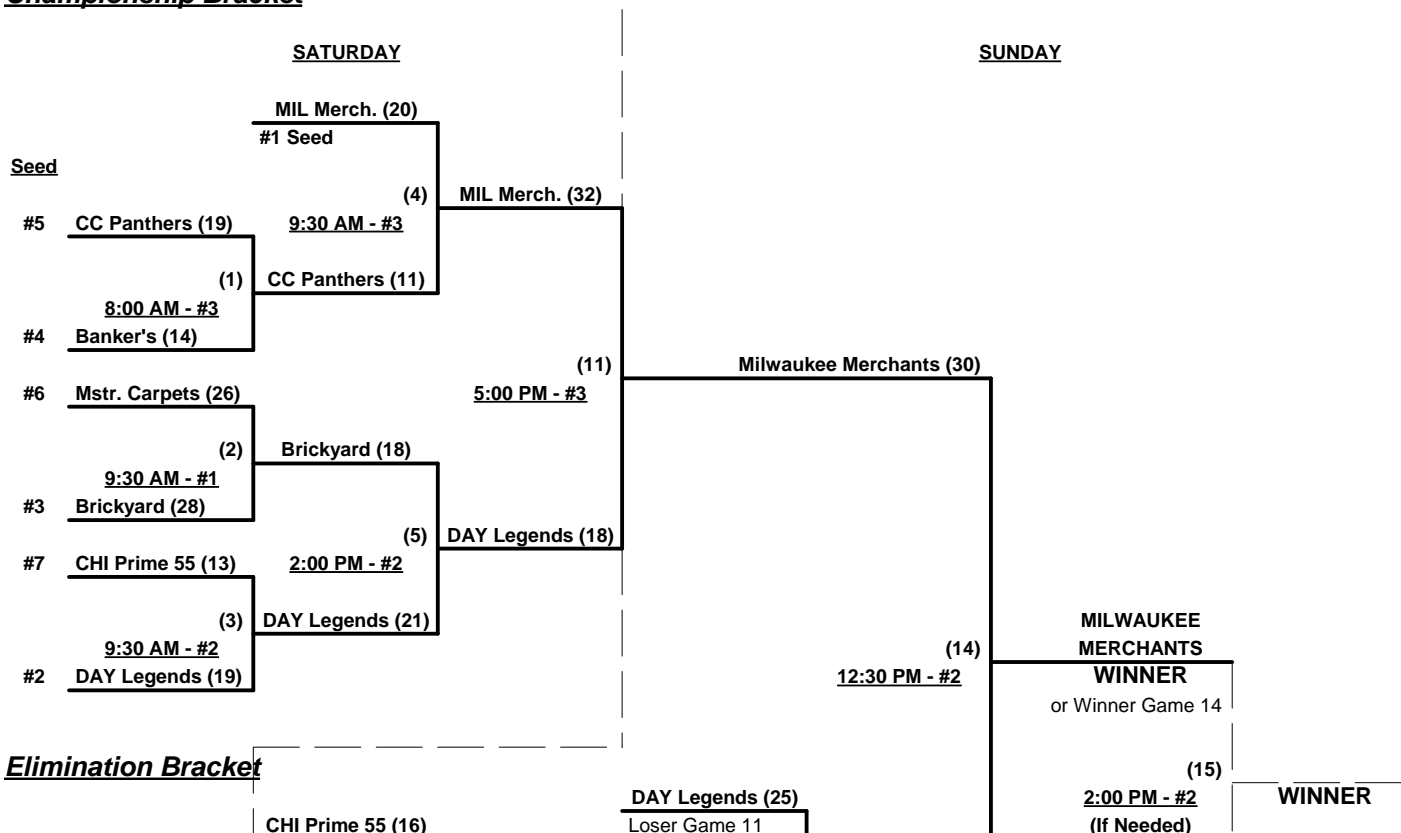 Championship Bracket
SATURDAY
SUNDAY
MIL Merch. (20)
#1 Seed
Seed
(4)
MIL Merch. (32)
#5
CC Panthers (19)
9:30 AM - #3
(1)
CC Panthers (11)
8:00 AM - #3
#4
Banker's (14)
(11)
Milwaukee Merchants (30)
#6
Mstr. Carpets (26)
5:00 PM - #3
(2)
Brickyard (18)
9:30 AM - #1
#3
Brickyard (28)
(5)
DAY Legends (18)
#7
CHI Prime 55 (13)
2:00 PM - #2
(3)
DAY Legends (21)
MILWAUKEE
9:30 AM - #2
(14)
MERCHANTS
#2
DAY Legends (19)
12:30 PM - #2
WINNER
or Winner Game 14
Elimination Bracket
(15)
DAY Legends (25)
2:00 PM - #2
WINNER
CHI Prime 55 (16)
Loser Game 11
(If Needed)